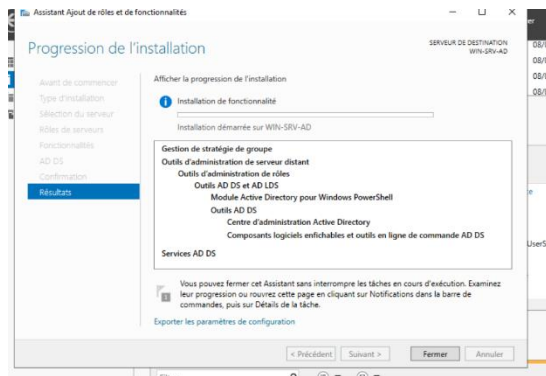 Assistant Ajout de rôles et de fonctionnalités
Progression de l'installation
SERVEUR DE DESTINATION
WIN-SRV-AD
Avant de commencer
Type d'installation
Sélection du serveur
Rôles de serveurs
Fonctionnalités
AD DS
Confirmation
Résultats
Afficher la progression de l'installation
Installation de fonctionnalité
Installation démarrée sur WIN-SRV-AD
Gestion de stratégie de groupe
Outils d'administration de serveur distant
Outils d'administration de rôles
Outils AD DS et AD LDS
Module Active Directory pour Windows PowerShell
Outils AD DS
Centre d'administration Active Directory
Composants logiciels enfichables et outils en ligne de commande AD DS
Services AD DS
Vous pouvez fermer cet Assistant sans interrompre les tâches en cours d'exécution. Examinez
leur progression ou rouvrez cette page en cliquant sur Notifications dans la barre de
commandes, puis sur Détails de la tâche.
Exporter les paramètres de configuration
< Précédent
Suivant >
Fermer
Annuler
er
08/
08/
08/
08/
UserS